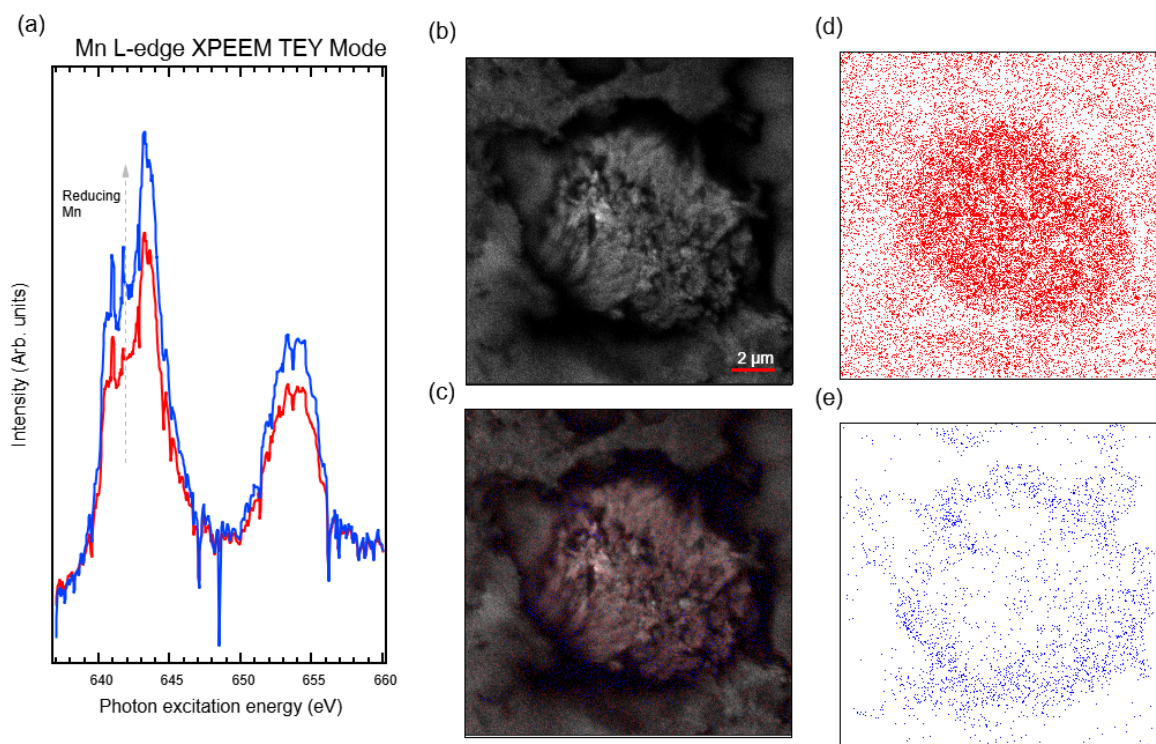 (a)
Mn L-edge XPEEM TEY Mode
Reducing
Mn
Intensity ( Arb. units)
640
645
650
655
660
Photon excitation energy (eV)
(b)
2 µm
(c)
(d)
(e)